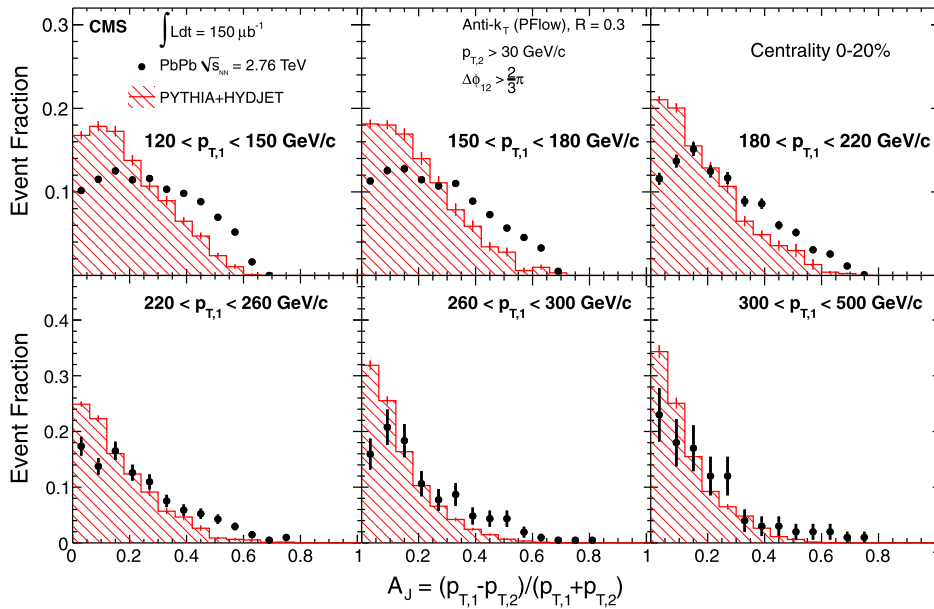 CMS
∫ Ldt = 150 μb⁻¹
PbPb √s_NN = 2.76 TeV
PYTHIA+HYDJET
120 < p_T,1 < 150 GeV/c
Anti-k_T (PFlow), R = 0.3
p_T,2 > 30 GeV/c
Δϕ_12 > 2/3 π
150 < p_T,1 < 180 GeV/c
Centrality 0-20%
180 < p_T,1 < 220 GeV/c
Event Fraction
0.3
0.2
0.1
220 < p_T,1 < 260 GeV/c
260 < p_T,1 < 300 GeV/c
300 < p_T,1 < 500 GeV/c
Event Fraction
0.4
0.3
0.2
0.1
0
0 0.2 0.4 0.6 0.8 1 0.2 0.4 0.6 0.8 1 0.2 0.4 0.6 0.8 1
A_J = (p_T,1-p_T,2)/(p_T,1+p_T,2)